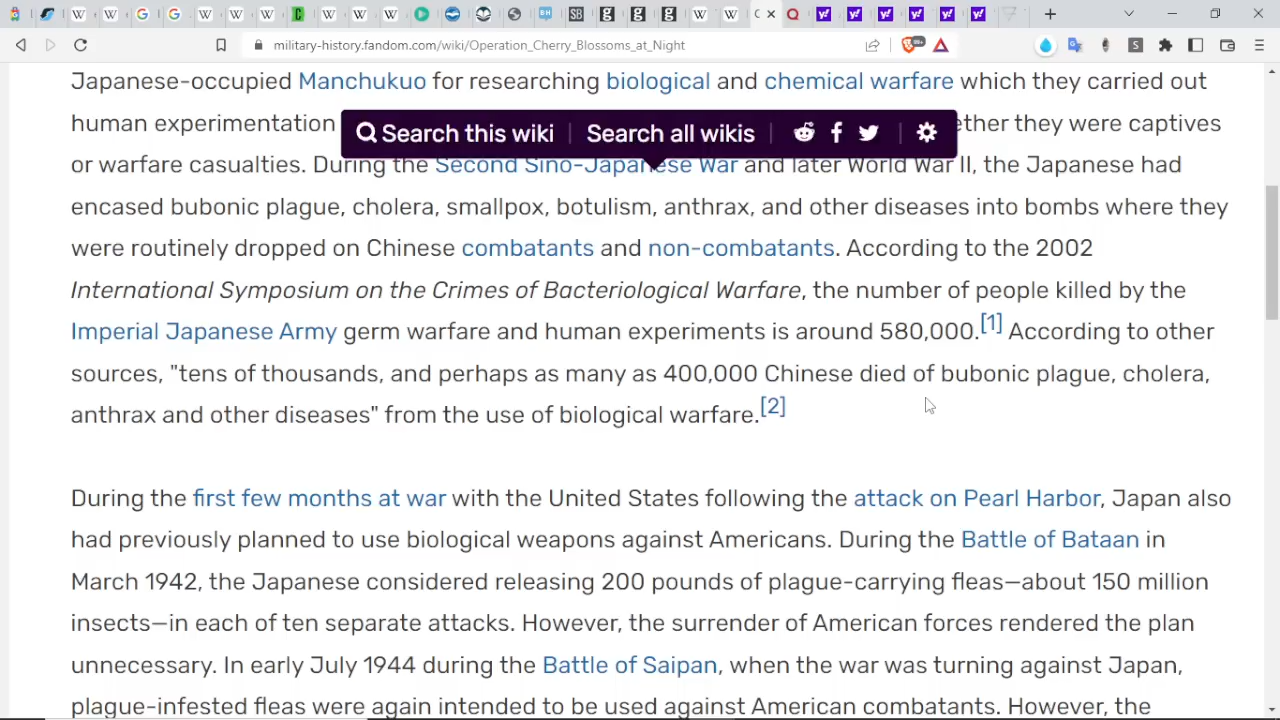 military-history.fandom.com/wiki/Operation_Cherry_Blossoms_at_Night
Japanese-occupied Manchukuo for researching biological and chemical warfare which they carried out
human experimentation
Search this wiki
Search all wikis
ether they were captives
or warfare casualties. During the Second Sino-Japanese War and later World War II, the Japanese had
encased bubonic plague, cholera, smallpox, botulism, anthrax, and other diseases into bombs where they
were routinely dropped on Chinese combatants and non-combatants. According to the 2002
International Symposium on the Crimes of Bacteriological Warfare, the number of people killed by the
Imperial Japanese Army germ warfare and human experiments is around 580,000.[1] According to other
sources, "tens of thousands, and perhaps as many as 400,000 Chinese died of bubonic plague, cholera,
anthrax and other diseases" from the use of biological warfare.[2]
During the first few months at war with the United States following the attack on Pearl Harbor, Japan also
had previously planned to use biological weapons against Americans. During the Battle of Bataan in
March 1942, the Japanese considered releasing 200 pounds of plague-carrying fleas—about 150 million
insects—in each of ten separate attacks. However, the surrender of American forces rendered the plan
unnecessary. In early July 1944 during the Battle of Saipan, when the war was turning against Japan,
plague-infested fleas were again intended to be used against American combatants. However, the